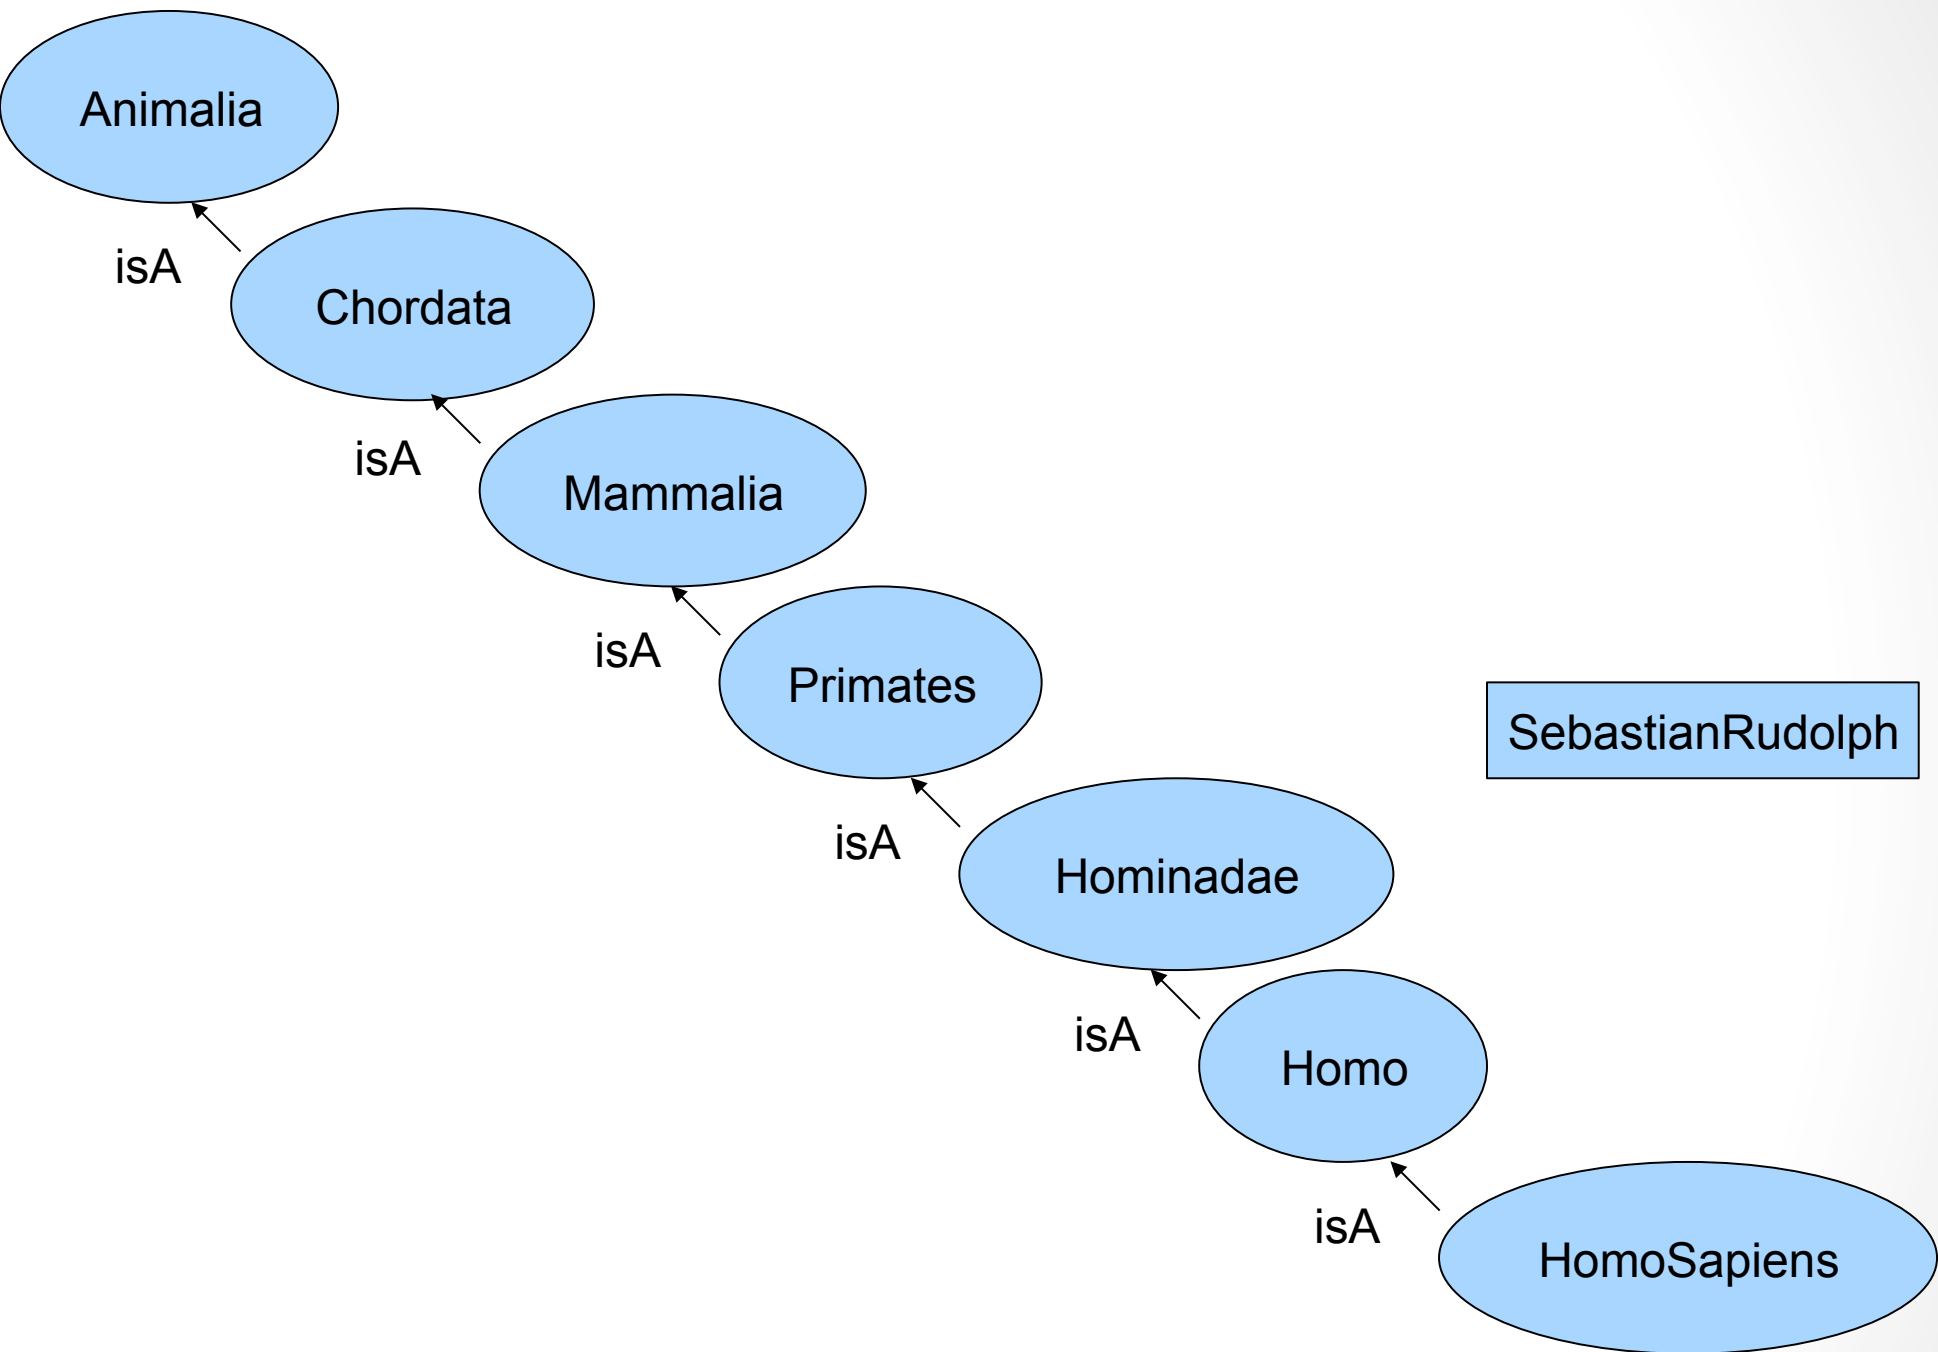 Animalia
isA
Chordata
isA
Mammalia
isA
Primates
SebastianRudolph
isA
Hominadae
isA
Homo
isA
HomoSapiens